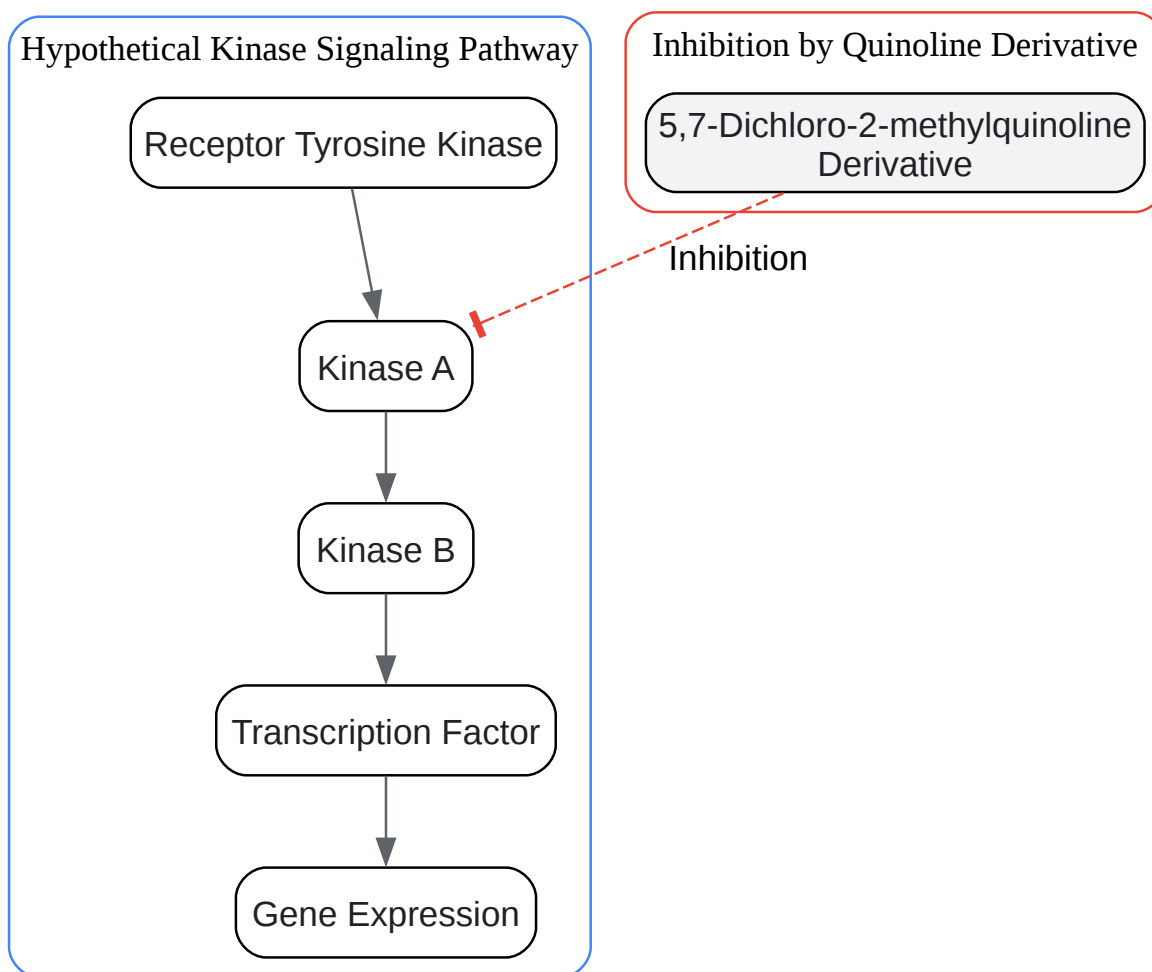 Hypothetical Kinase Signaling Pathway
Receptor Tyrosine Kinase
Kinase A
Kinase B
Transcription Factor
Gene Expression
Inhibition by Quinoline Derivative
5,7-Dichloro-2-methylquinoline
Derivative
Inhibition